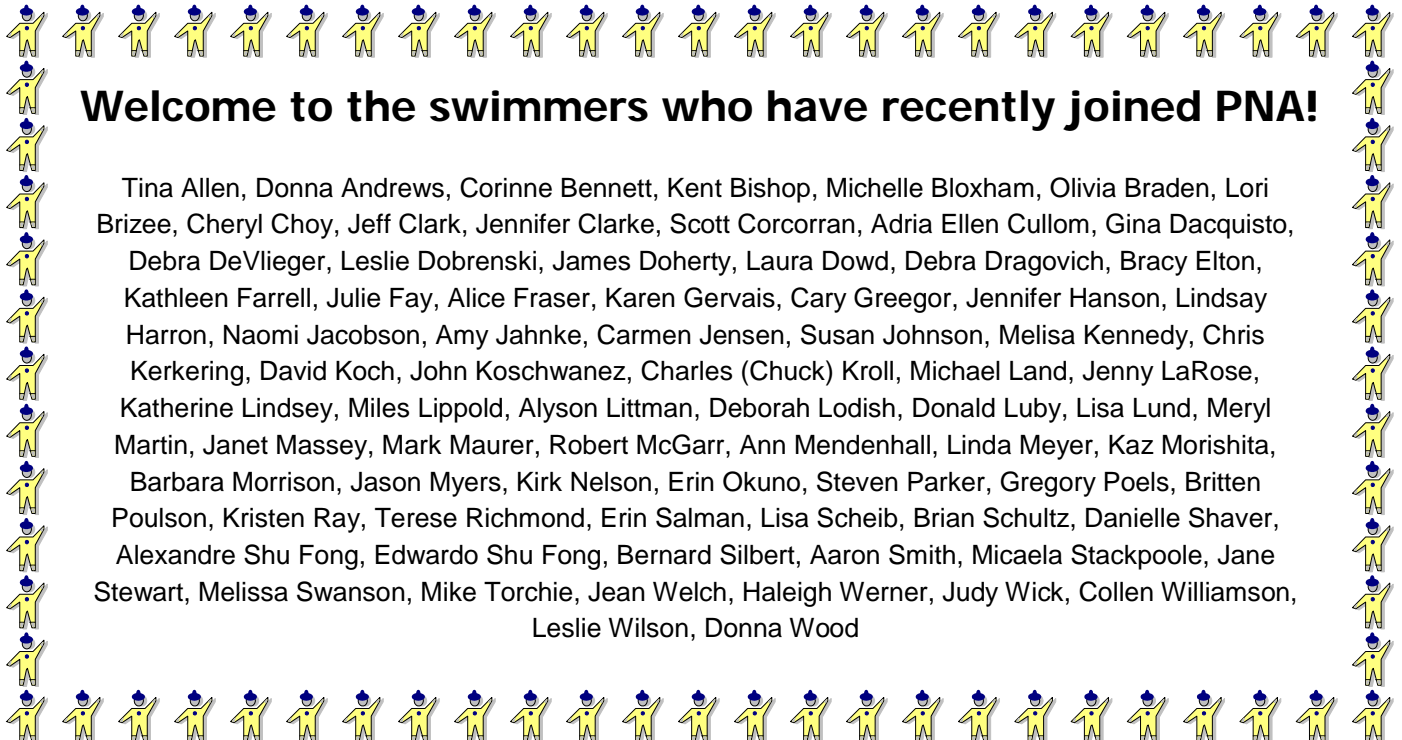 Welcome to the swimmers who have recently joined PNA!
Tina Allen, Donna Andrews, Corinne Bennett, Kent Bishop, Michelle Bloxham, Olivia Braden, Lori
Brizee, Cheryl Choy, Jeff Clark, Jennifer Clarke, Scott Corcorran, Adria Ellen Cullom, Gina Dacquisto,
Debra DeVlieger, Leslie Dobrenski, James Doherty, Laura Dowd, Debra Dragovich, Bracy Elton,
Kathleen Farrell, Julie Fay, Alice Fraser, Karen Gervais, Cary Greegor, Jennifer Hanson, Lindsay
Harron, Naomi Jacobson, Amy Jahnke, Carmen Jensen, Susan Johnson, Melisa Kennedy, Chris
Kerkering, David Koch, John Koschwanez, Charles (Chuck) Kroll, Michael Land, Jenny LaRose,
Katherine Lindsey, Miles Lippold, Alyson Littman, Deborah Lodish, Donald Luby, Lisa Lund, Meryl
Martin, Janet Massey, Mark Maurer, Robert McGarr, Ann Mendenhall, Linda Meyer, Kaz Morishita,
Barbara Morrison, Jason Myers, Kirk Nelson, Erin Okuno, Steven Parker, Gregory Poels, Britten
Poulson, Kristen Ray, Terese Richmond, Erin Salman, Lisa Scheib, Brian Schultz, Danielle Shaver,
Alexandre Shu Fong, Edwardo Shu Fong, Bernard Silbert, Aaron Smith, Micaela Stackpoole, Jane
Stewart, Melissa Swanson, Mike Torchie, Jean Welch, Haleigh Werner, Judy Wick, Collen Williamson,
Leslie Wilson, Donna Wood